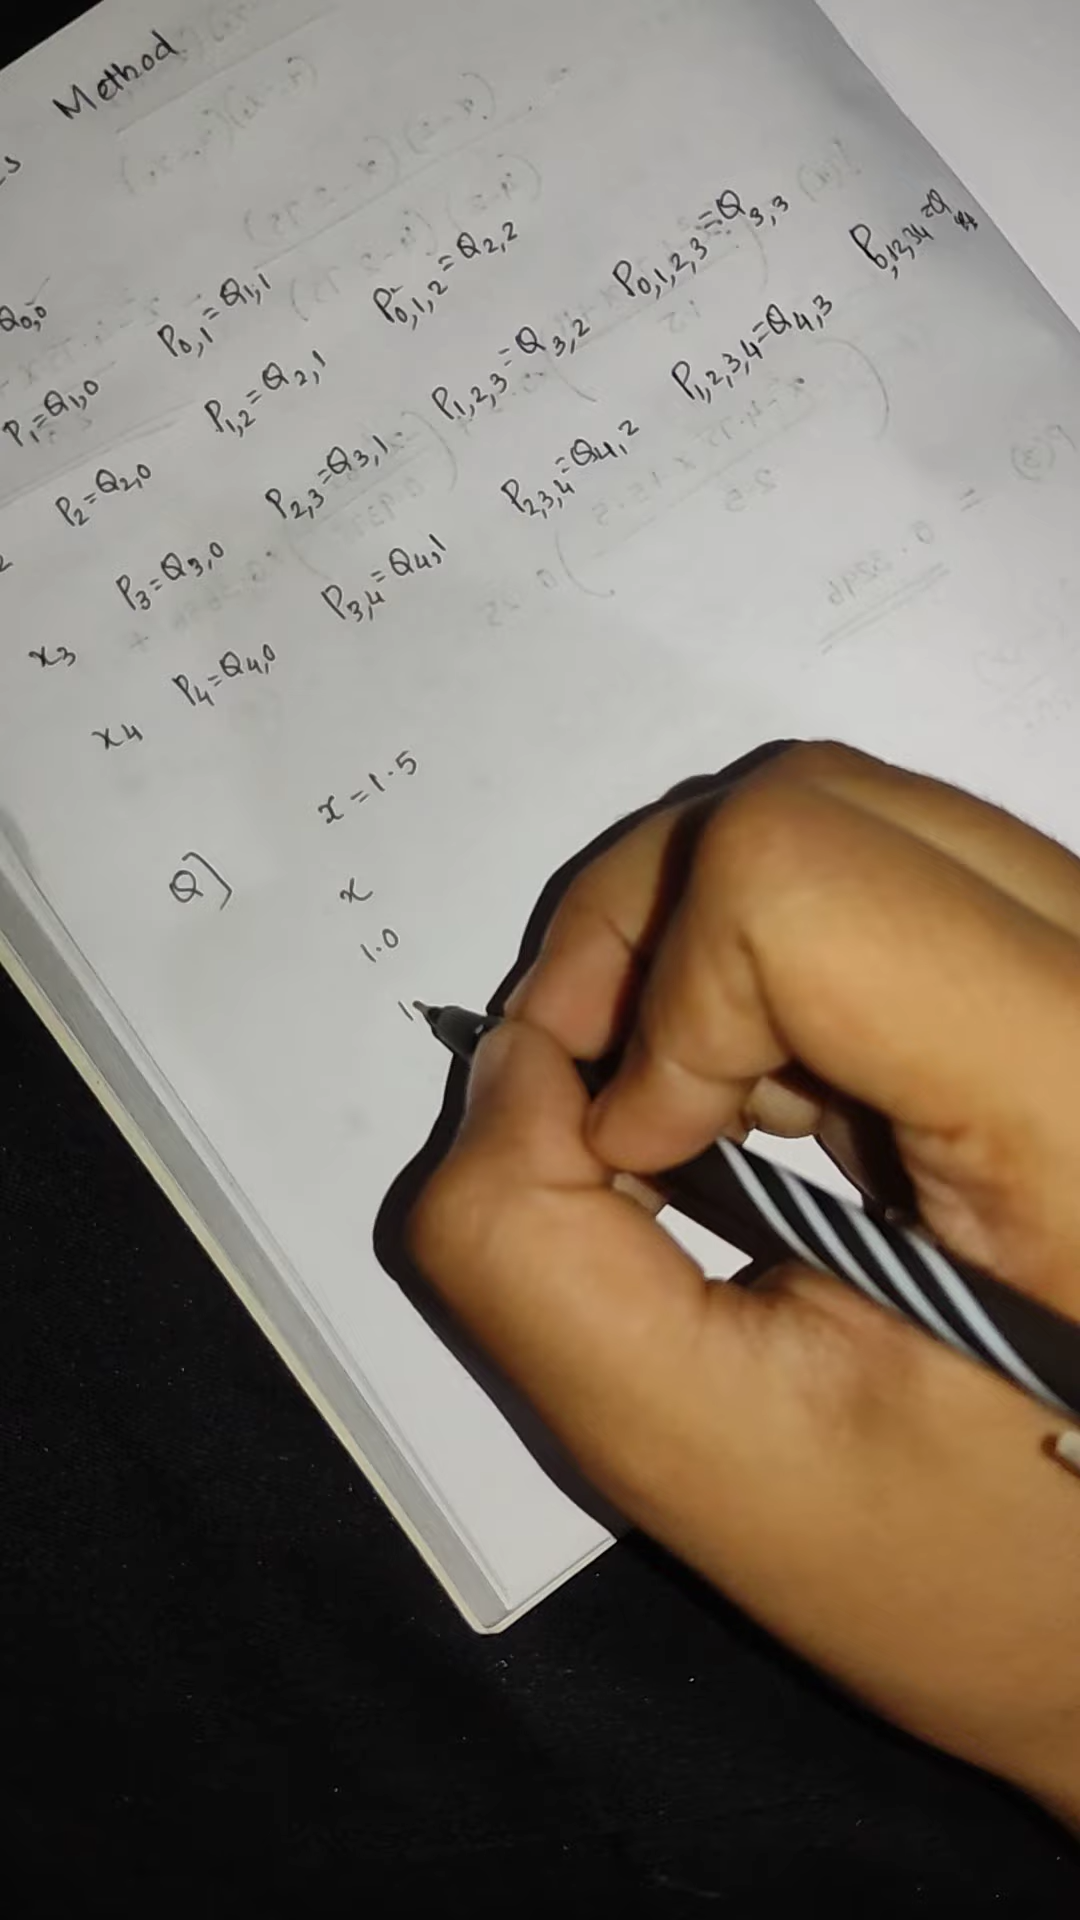 Method
Q0,0
P1=Q1,0 P0,1=Q1,1
P2=Q2,0 P1,2=Q2,1 P0,1,2=Q2,2
x3 P3=Q3,0 P2,3=Q3,1 P1,2,3=Q3,2 P0,1,2,3=Q3,3
x4 P4=Q4,0 P3,4=Q4,1 P2,3,4=Q4,2 P1,2,3,4=Q4,3
Q] x=1.5
x
1.0
1